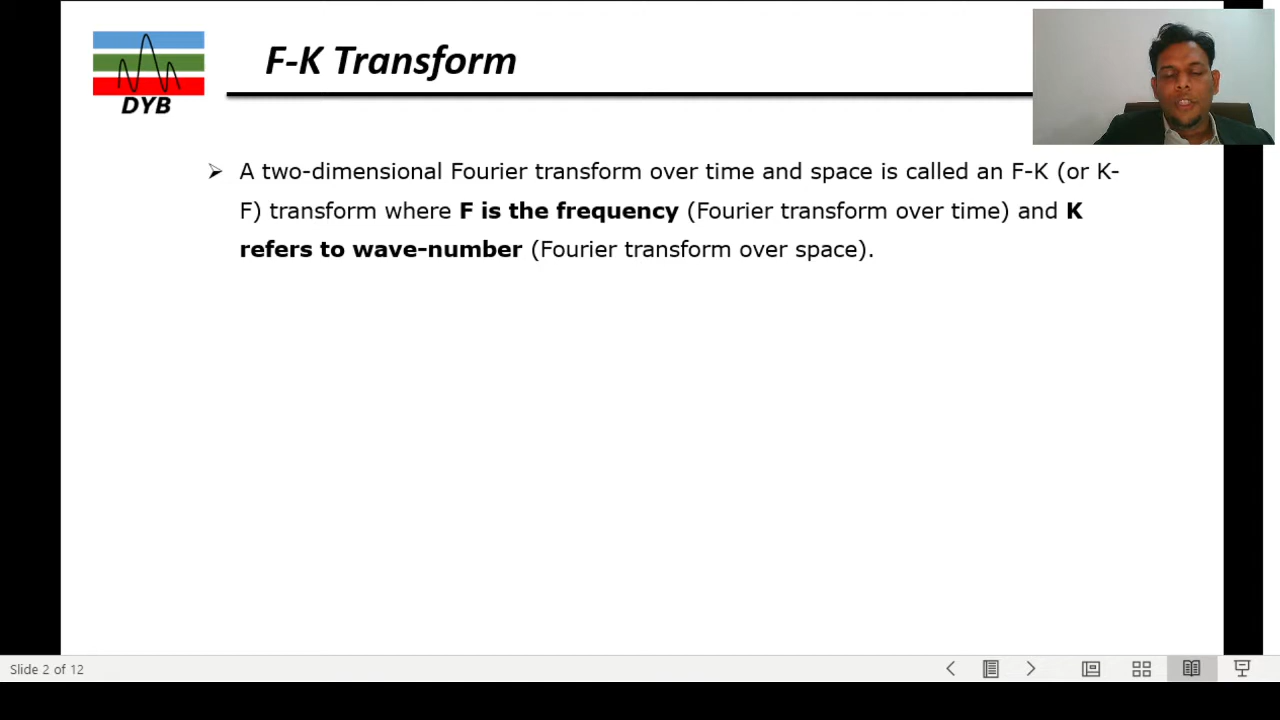 F-K Transform
DYB
➢ A two-dimensional Fourier transform over time and space is called an F-K (or K-
F) transform where F is the frequency (Fourier transform over time) and K
refers to wave-number (Fourier transform over space).
Slide 2 of 12